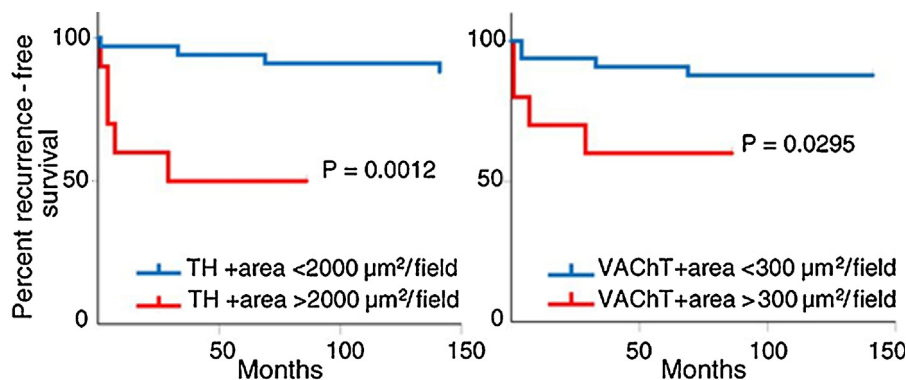 Percent recurrence - free
survival
100
50
0
P = 0.0012
TH +area <2000 µm²/field
TH +area >2000 µm²/field
50
100
150
Months
100
50
0
P = 0.0295
VAChT+area <300 µm²/field
VAChT+area >300 µm²/field
50
100
150
Months